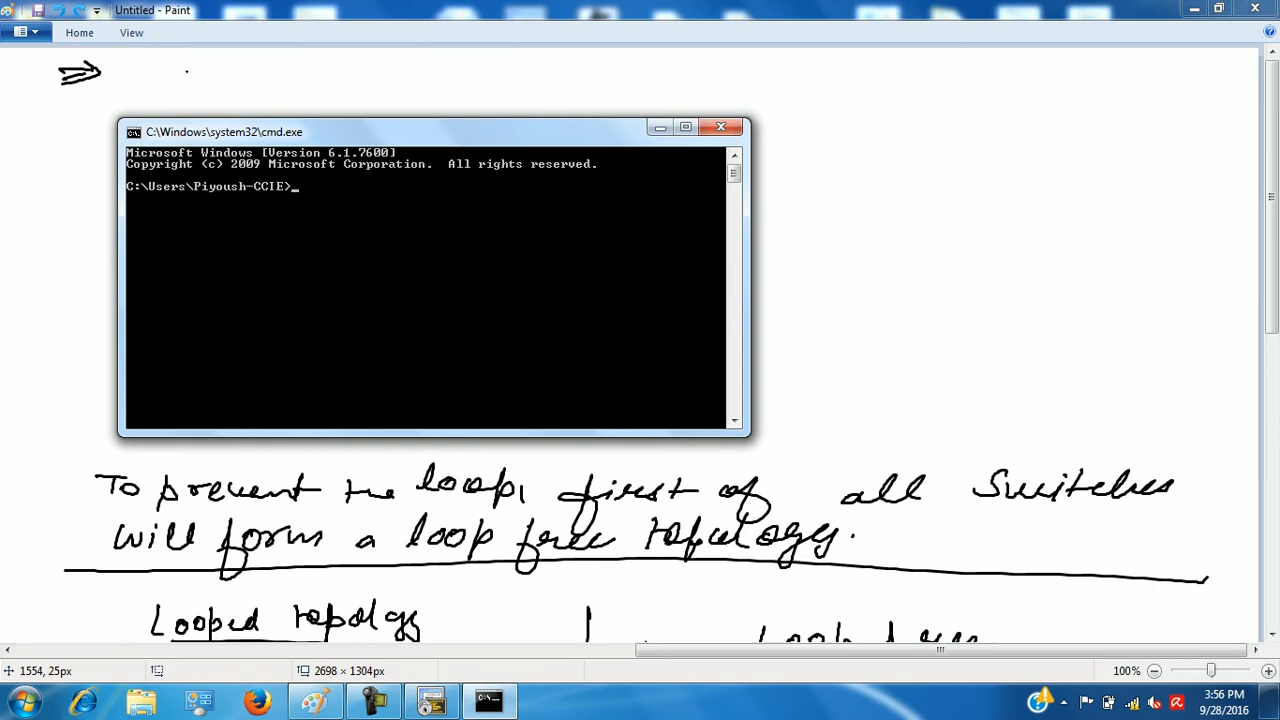 Untitled - Paint
Home View
C:\Windows\system32\cmd.exe
Microsoft Windows [Version 6.1.7600]
Copyright (c) 2009 Microsoft Corporation. All rights reserved.
C:\Users\Piyoush-CCIE>_
To prevent the loop, first of all Switches
will form a loop free topology.
Looped topology
1554, 25px
2698 × 1304px
100%
3:56 PM
9/28/2016